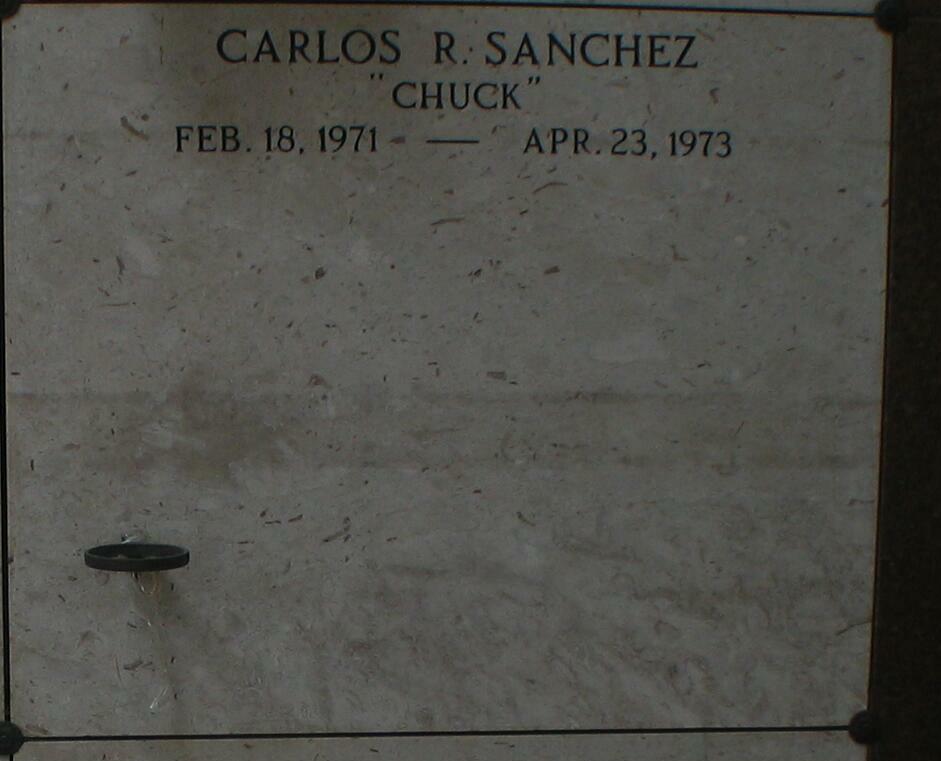 CARLOS R. SANCHEZ
"CHUCK"
FEB. 18, 1971 — APR. 23, 1973